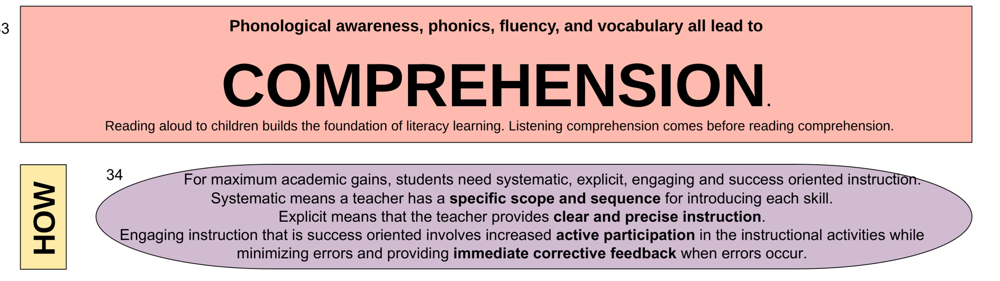 Phonological awareness, phonics, fluency, and vocabulary all lead to
COMPREHENSION.
Reading aloud to children builds the foundation of literacy learning. Listening comprehension comes before reading comprehension.
HOW
34
For maximum academic gains, students need systematic, explicit, engaging and success oriented instruction.
Systematic means a teacher has a specific scope and sequence for introducing each skill.
Explicit means that the teacher provides clear and precise instruction.
Engaging instruction that is success oriented involves increased active participation in the instructional activities while
minimizing errors and providing immediate corrective feedback when errors occur.